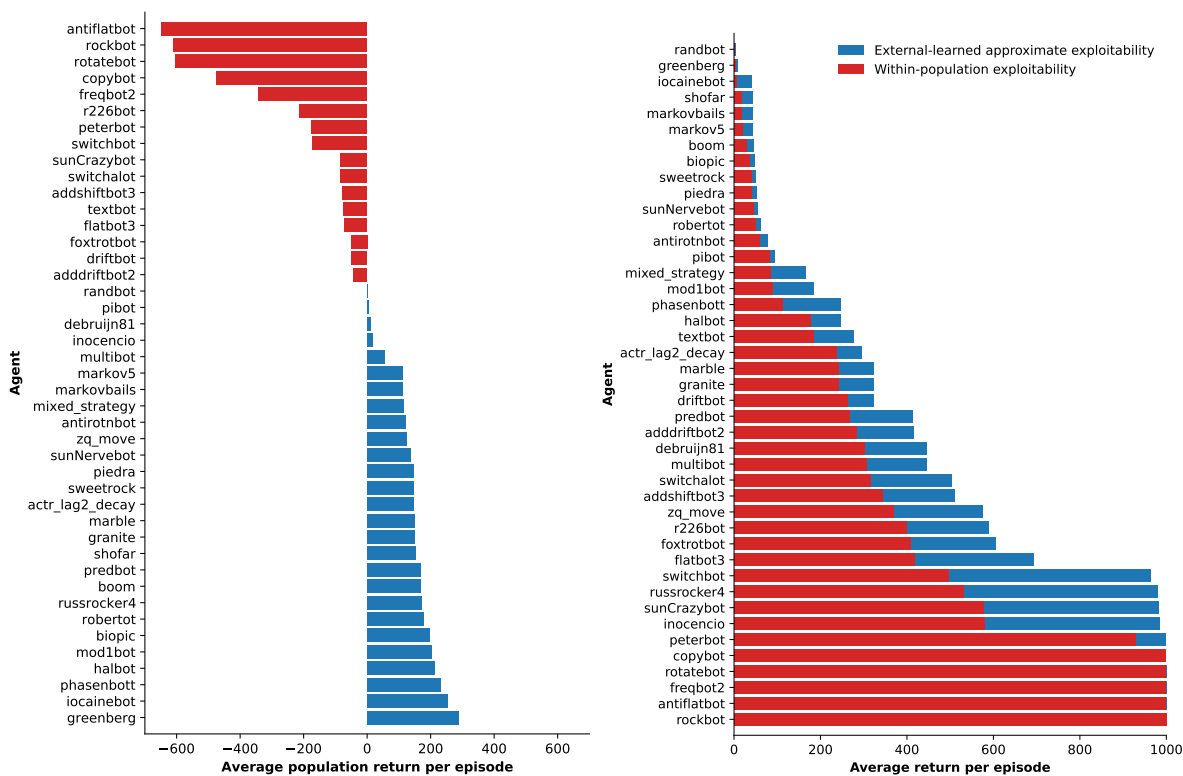 antiflatbot
rockbot
rotatebot
copybot
freqbot2
r226bot
peterbot
switchbot
sunCrazybot
switchalot
addshiftbot3
textbot
flatbot3
foxtrotbot
driftbot
adddriftbot2
randbot
pibot
debruijn81
inocencio
multibot
markov5
markovbails
mixed_strategy
antirotnbot
zq_move
sunNervebot
piedra
sweetrock
actr_lag2_decay
marble
granite
shofar
predbot
boom
russrocker4
robertot
biopic
mod1bot
halbot
phasenbott
iocainebot
greenberg
Agent
−600 −400 −200 0 200 400 600
Average population return per episode
External-learned approximate exploitability
Within-population exploitability
randbot
greenberg
iocainebot
shofar
markovbails
markov5
boom
biopic
sweetrock
piedra
sunNervebot
robertot
antirotnbot
pibot
mixed_strategy
mod1bot
phasenbott
halbot
textbot
actr_lag2_decay
marble
granite
driftbot
predbot
adddriftbot2
debruijn81
multibot
switchalot
addshiftbot3
zq_move
r226bot
foxtrotbot
flatbot3
switchbot
russrocker4
sunCrazybot
inocencio
peterbot
copybot
rotatebot
freqbot2
antiflatbot
rockbot
Agent
0 200 400 600 800 1000
Average return per episode